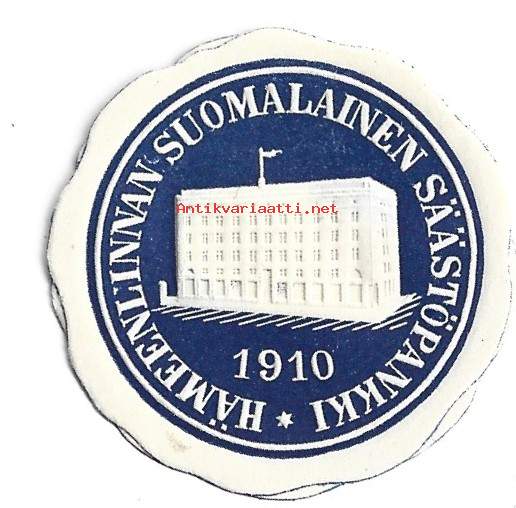 HÄMEENLINNAN SUOMALAINEN SÄÄSTÖPANKKI *
Antikvariaatti.net
1910